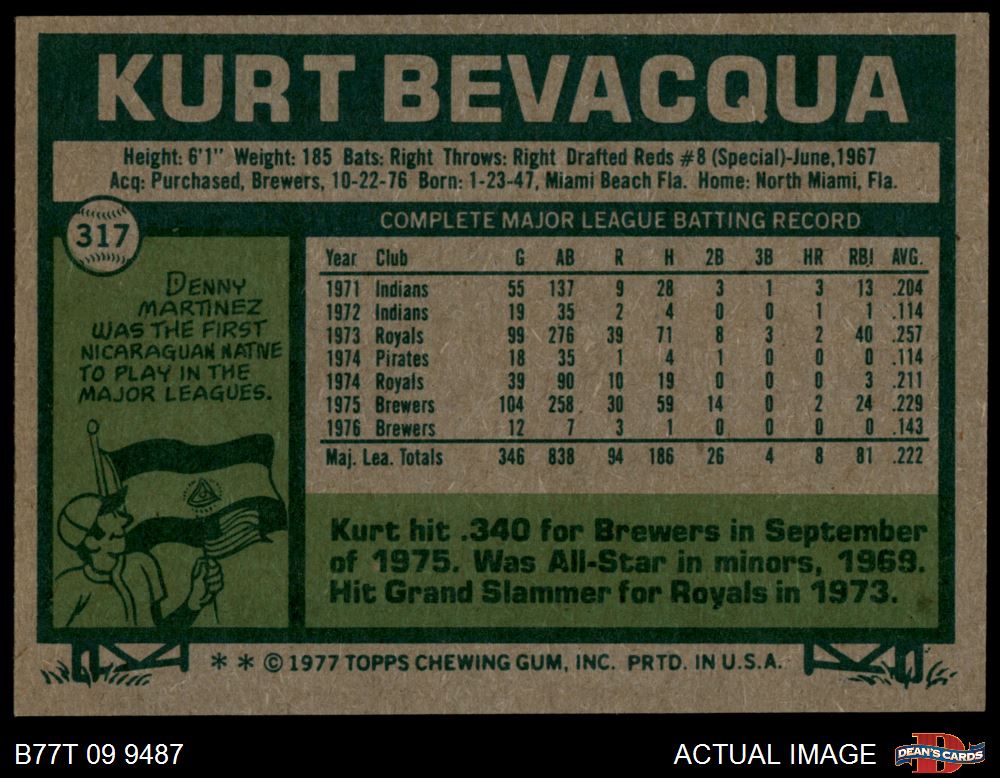 KURT BEVACQUA
Height: 6'1" Weight: 185 Bats: Right Throws: Right Drafted Reds #8 (Special)-June,1967
Acq: Purchased, Brewers, 10-22-76 Born: 1-23-47, Miami Beach Fla. Home: North Miami, Fla.
317
DENNY
MARTINEZ
WAS THE FIRST
NICARAGUAN NATIVE
TO PLAY IN THE
MAJOR LEAGUES.
COMPLETE MAJOR LEAGUE BATTING RECORD
Year Club G AB R H 2B 3B HR RBI AVG.
1971 Indians 55 137 9 28 3 1 3 13 .204
1972 Indians 19 35 2 4 0 0 1 1 .114
1973 Royals 99 276 39 71 8 3 2 40 .257
1974 Pirates 18 35 1 4 1 0 0 0 .114
1974 Royals 39 90 10 19 0 0 0 3 .211
1975 Brewers 104 258 30 59 14 0 2 24 .229
1976 Brewers 12 7 3 1 0 0 0 0 .143
Maj. Lea. Totals 346 838 94 186 26 4 8 81 .222
Kurt hit .340 for Brewers in September
of 1975. Was All-Star in minors, 1969.
Hit Grand Slammer for Royals in 1973.
* * © 1977 TOPPS CHEWING GUM, INC. PRTD. IN U.S.A.
B77T 09 9487
ACTUAL IMAGE
DEAN'S CARDS